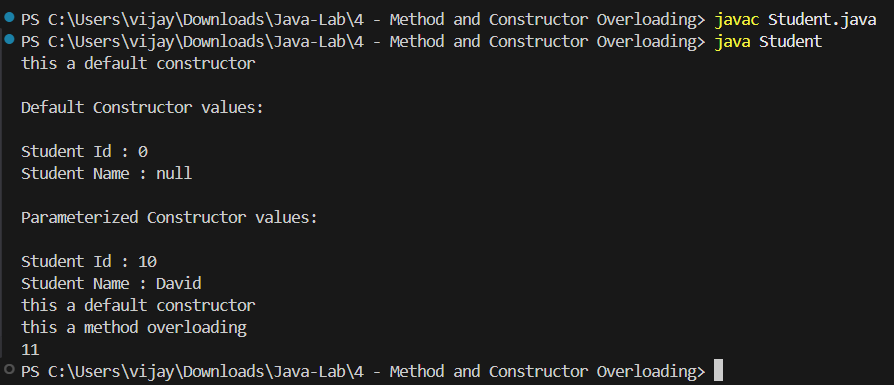 PS C:\Users\vijay\Downloads\Java-Lab\4 - Method and Constructor Overloading> javac Student.java
PS C:\Users\vijay\Downloads\Java-Lab\4 - Method and Constructor Overloading> java Student
this a default constructor
Default Constructor values:
Student Id : 0
Student Name : null
Parameterized Constructor values:
Student Id : 10
Student Name : David
this a default constructor
this a method overloading
11
PS C:\Users\vijay\Downloads\Java-Lab\4 - Method and Constructor Overloading>